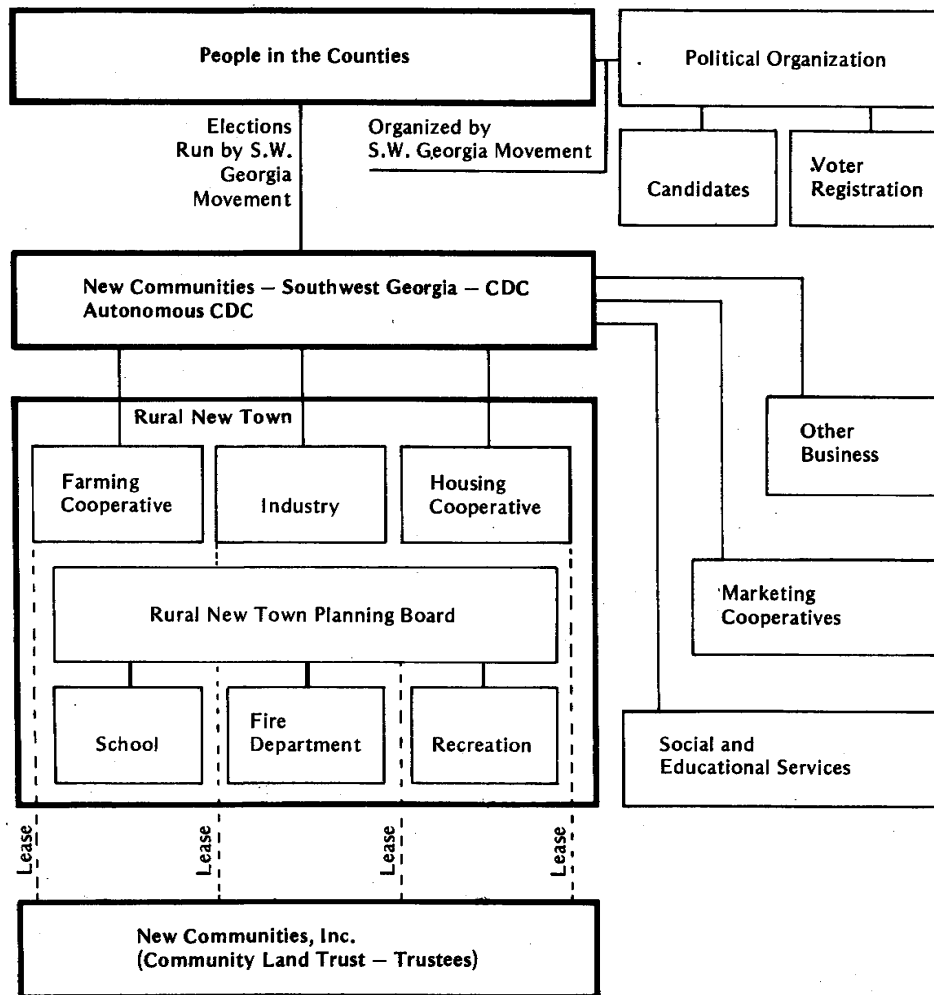 People in the Counties
Political Organization
Elections
Run by S.W.
Georgia
Movement
Organized by
S.W. Georgia Movement
Candidates
Voter
Registration
New Communities – Southwest Georgia – CDC
Autonomous CDC
Rural New Town
Farming
Cooperative
Industry
Housing
Cooperative
Other
Business
Rural New Town Planning Board
Marketing
Cooperatives
School
Fire
Department
Recreation
Social and
Educational Services
Lease
Lease
Lease
Lease
New Communities, Inc.
(Community Land Trust – Trustees)